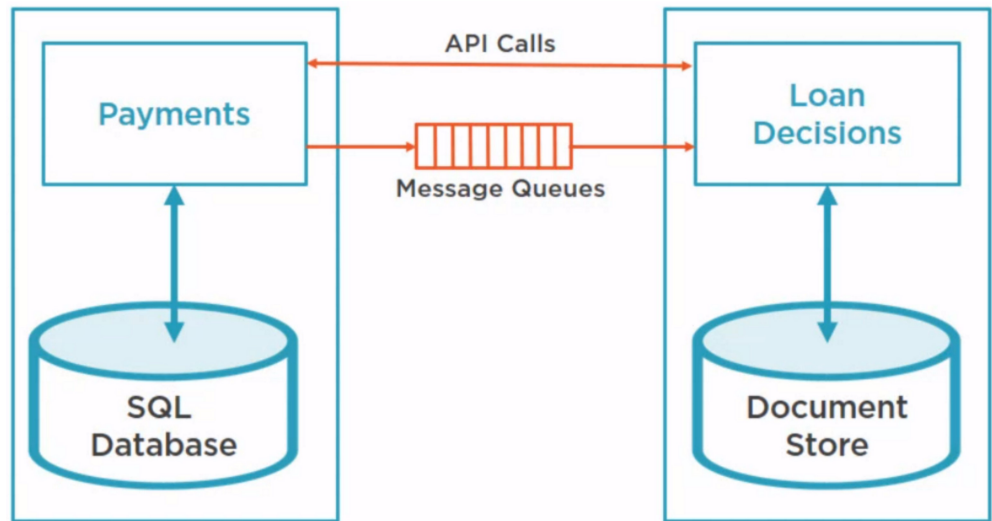 API Calls
Payments
Loan
Decisions
Message Queues
SQL
Database
Document
Store